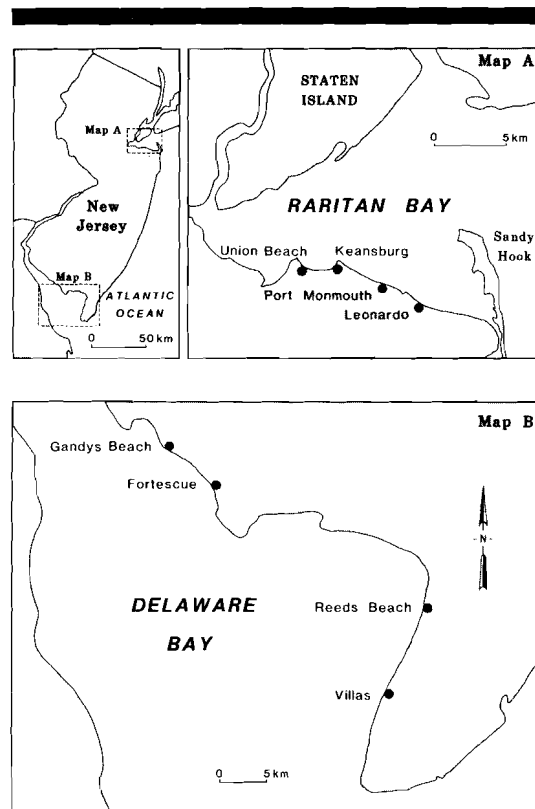 Map A
New
Jersey
Map B
ATLANTIC
OCEAN
0 50 km
Map A
STATEN
ISLAND
0 5 km
RARITAN BAY
Union Beach Keansburg
Sandy
Hook
Port Monmouth
Leonardo
Map B
Gandys Beach
Fortescue
N
DELAWARE
BAY
Reeds Beach
Villas
0 5 km